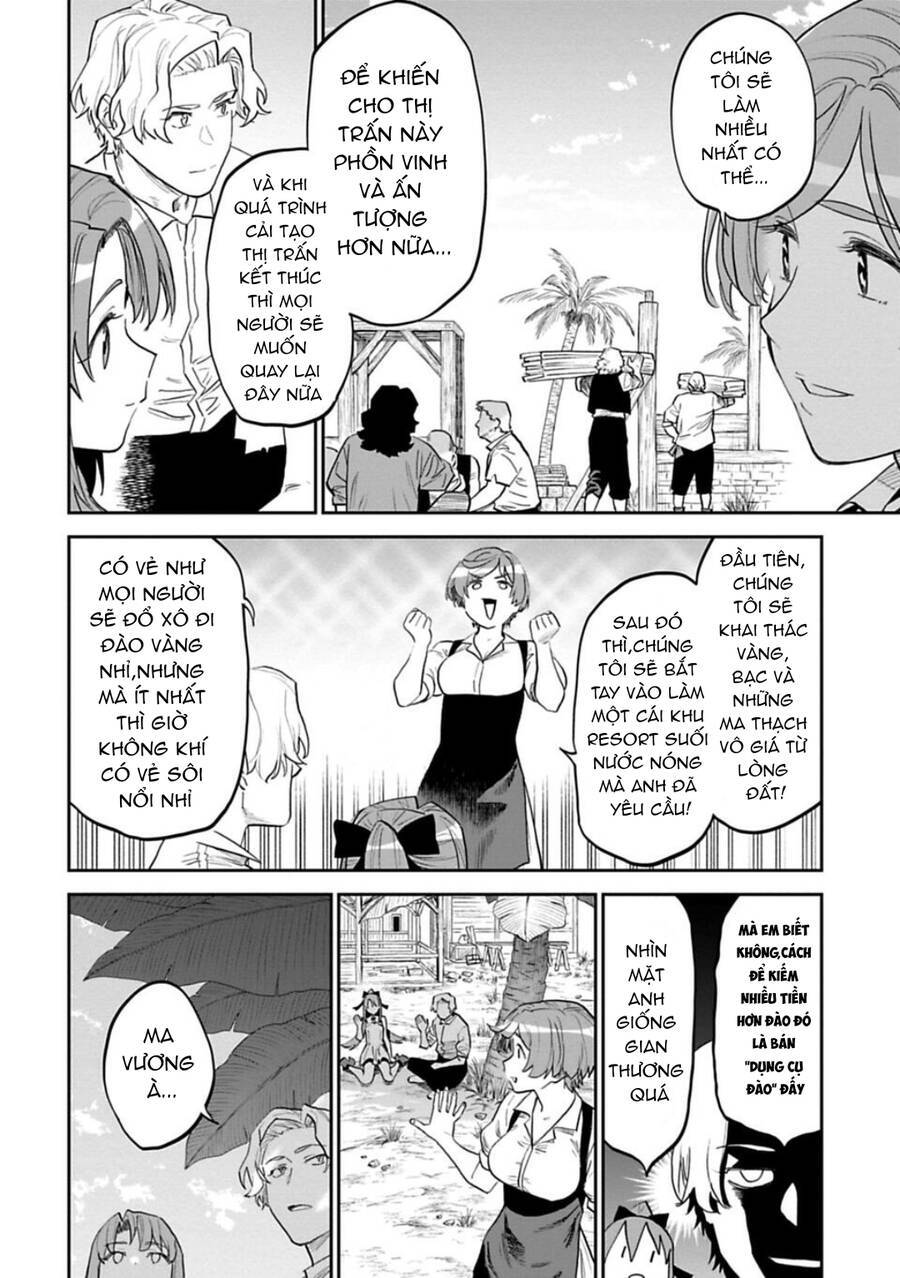 CHÚNG
TÔI SẼ
LÀM
NHIỀU
NHẤT CÓ
THỂ...
ĐỂ KHIẾN
CHO THỊ
TRẤN NÀY
PHỒN VINH
VÀ ẤN
TƯỢNG
HƠN NỮA...
VÀ KHI
QUÁ TRÌNH
CẢI TẠO
THỊ TRẤN
KẾT THÚC
THÌ MỌI
NGƯỜI SẼ
MUỐN
QUAY LẠI
ĐÂY NỮA
ĐẦU TIÊN,
CHÚNG
TÔI SẼ
KHAI THÁC
VÀNG,
BẠC VÀ
NHỮNG
MA THẠCH
VÔ GIÁ TỪ
LÒNG
ĐẤT!
SAU ĐÓ
THÌ,CHÚNG
TÔI SẼ BẮT
TAY VÀO LÀM
MỘT CÁI KHU
RESORT SUỐI
NƯỚC NÓNG
MÀ ANH ĐÃ
YÊU CẦU!
CÓ VẺ NHƯ
MỌI NGƯỜI
SẼ ĐỔ XÔ ĐI
ĐÀO VÀNG
NHỈ,NHƯNG
MÀ ÍT NHẤT
THÌ GIỜ
KHÔNG KHÍ
CÓ VẺ SÔI
NỔI NHỈ
MÀ EM BIẾT
KHÔNG,CÁCH
ĐỂ KIẾM
NHIỀU TIỀN
HƠN ĐÀO ĐÓ
LÀ BÁN
"DỤNG CỤ
ĐÀO" ĐẤY
NHÌN
MẶT ANH
GIỐNG
GIAN
THƯƠNG
QUÁ
MA
VƯƠNG
À...